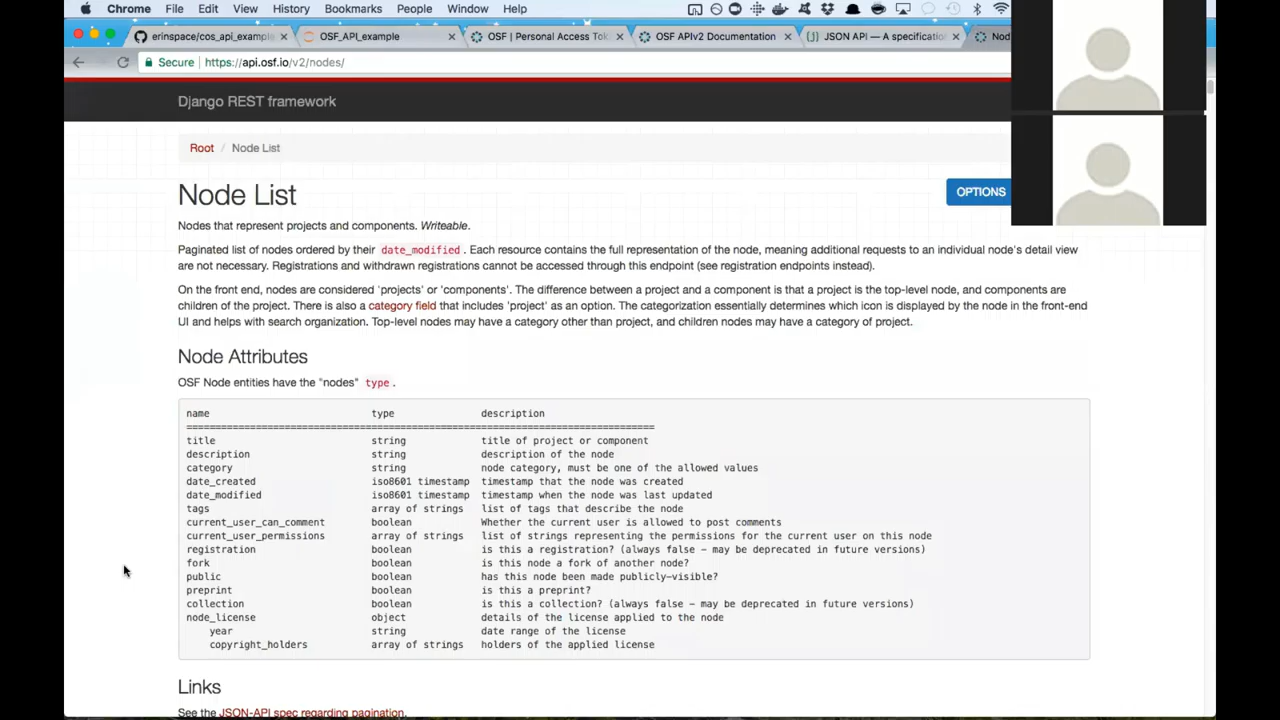 Chrome File Edit View History Bookmarks People Window Help
erinspace/cos_api_example
OSF_API_example
OSF | Personal Access Tok
OSF APIv2 Documentation
{;} JSON API — A specificatio
Nod
Secure https://api.osf.io/v2/nodes/
Django REST framework
Root / Node List
Node List
OPTIONS
Nodes that represent projects and components. Writeable.
Paginated list of nodes ordered by their date_modified . Each resource contains the full representation of the node, meaning additional requests to an individual node's detail view
are not necessary. Registrations and withdrawn registrations cannot be accessed through this endpoint (see registration endpoints instead).
On the front end, nodes are considered 'projects' or 'components'. The difference between a project and a component is that a project is the top-level node, and components are
children of the project. There is also a category field that includes 'project' as an option. The categorization essentially determines which icon is displayed by the node in the front-end
UI and helps with search organization. Top-level nodes may have a category other than project, and children nodes may have a category of project.
Node Attributes
OSF Node entities have the "nodes" type .
name type description
=======================================================================================
title string title of project or component
description string description of the node
category string node category, must be one of the allowed values
date_created iso8601 timestamp timestamp that the node was created
date_modified iso8601 timestamp timestamp when the node was last updated
tags array of strings list of tags that describe the node
current_user_can_comment boolean Whether the current user is allowed to post comments
current_user_permissions array of strings list of strings representing the permissions for the current user on this node
registration boolean is this a registration? (always false - may be deprecated in future versions)
fork boolean is this node a fork of another node?
public boolean has this node been made publicly-visible?
preprint boolean is this a preprint?
collection boolean is this a collection? (always false - may be deprecated in future versions)
node_license object details of the license applied to the node
year string date range of the license
copyright_holders array of strings holders of the applied license
Links
See the JSON-API spec regarding pagination.